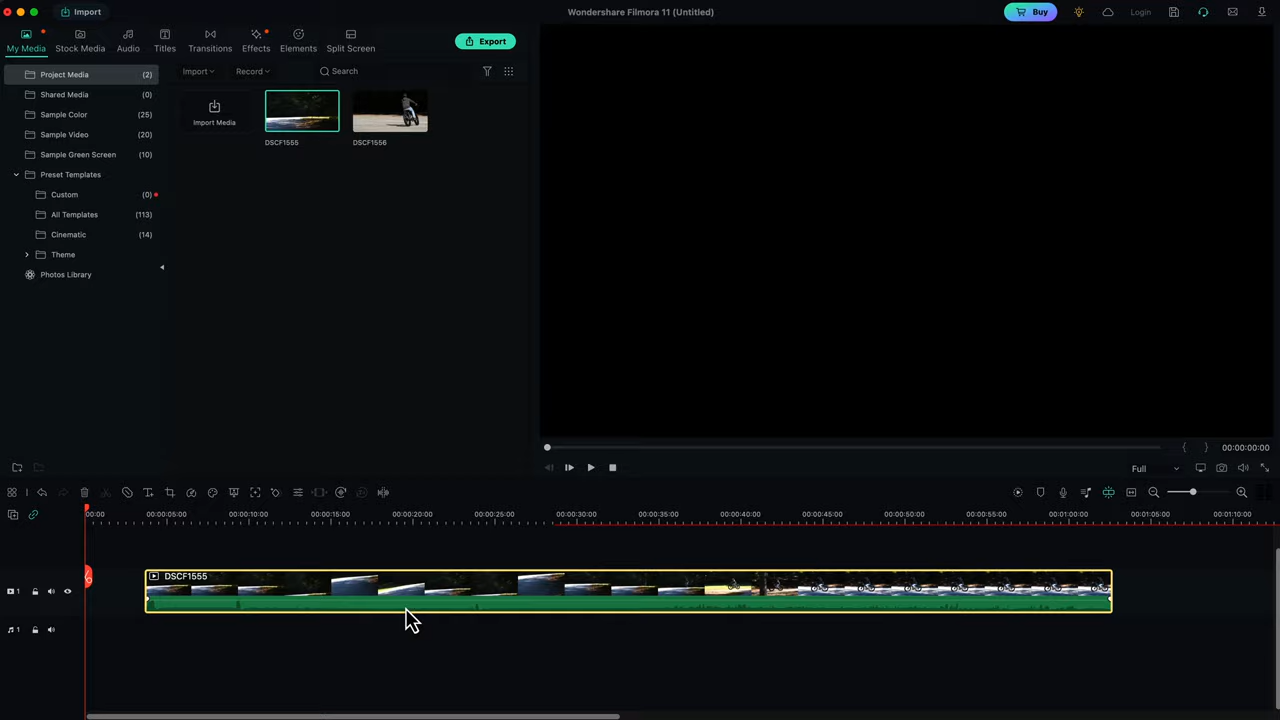 Import
Wondershare Filmora 11 (Untitled)
Buy
Login
My Media
Stock Media
Audio
Titles
Transitions
Effects
Elements
Split Screen
Export
Project Media (2)
Shared Media (0)
Sample Color (25)
Sample Video (20)
Sample Green Screen (10)
Preset Templates
Custom (0)
All Templates (113)
Cinematic (14)
Theme
Photos Library
Import
Record
Search
Import Media
DSCF1555
DSCF1556
00:00:00:00
Full
00:00
00:00:05:00
00:00:10:00
00:00:15:00
00:00:20:00
00:00:25:00
00:00:30:00
00:00:35:00
00:00:40:00
00:00:45:00
00:00:50:00
00:00:55:00
00:01:00:00
00:01:05:00
00:01:10:00
DSCF1555
1
1